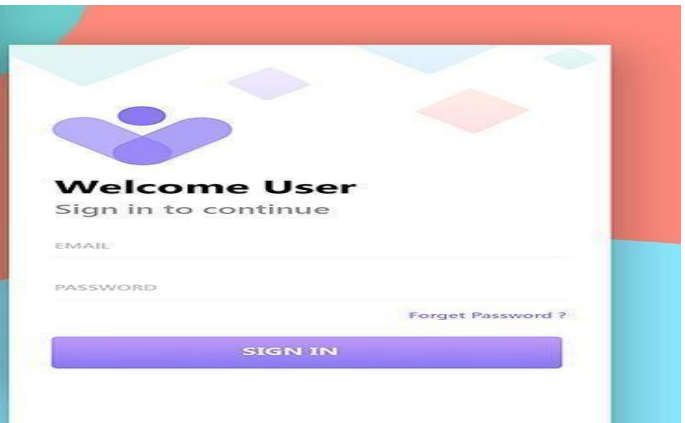 Welcome User
Sign in to continue
EMAIL
PASSWORD
Forget Password ?
SIGN IN